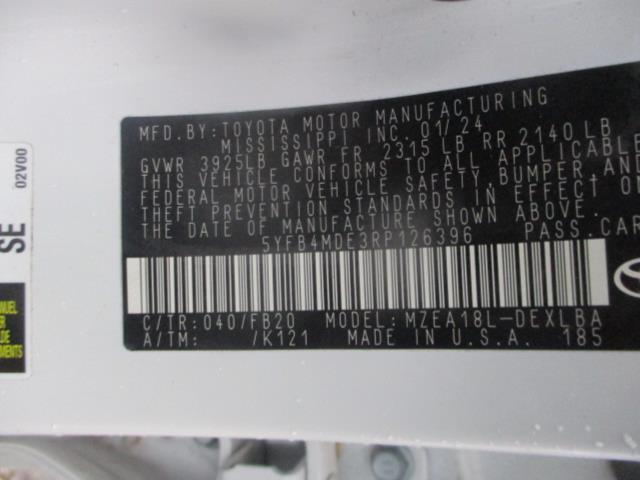 MFD.BY:TOYOTA MOTOR MANUFACTURING
MISSISSIPPI INC. 01/24
GVWR 3925LB GAWR FR 2315 LB RR 2140 LB
THIS VEHICLE CONFORMS TO ALL APPLICABLE
FEDERAL MOTOR VEHICLE SAFETY, BUMPER, AND
THEFT PREVENTION STANDARDS IN EFFECT ON
THE DATE OF MANUFACTURE SHOWN ABOVE.
5YFB4MDE3RP126396 PASS.CAR
C/TR: 040/FB20 MODEL: MZEA18L-DEXLBA
A/TM: /K121 MADE IN U.S.A. 185
SE
02V00